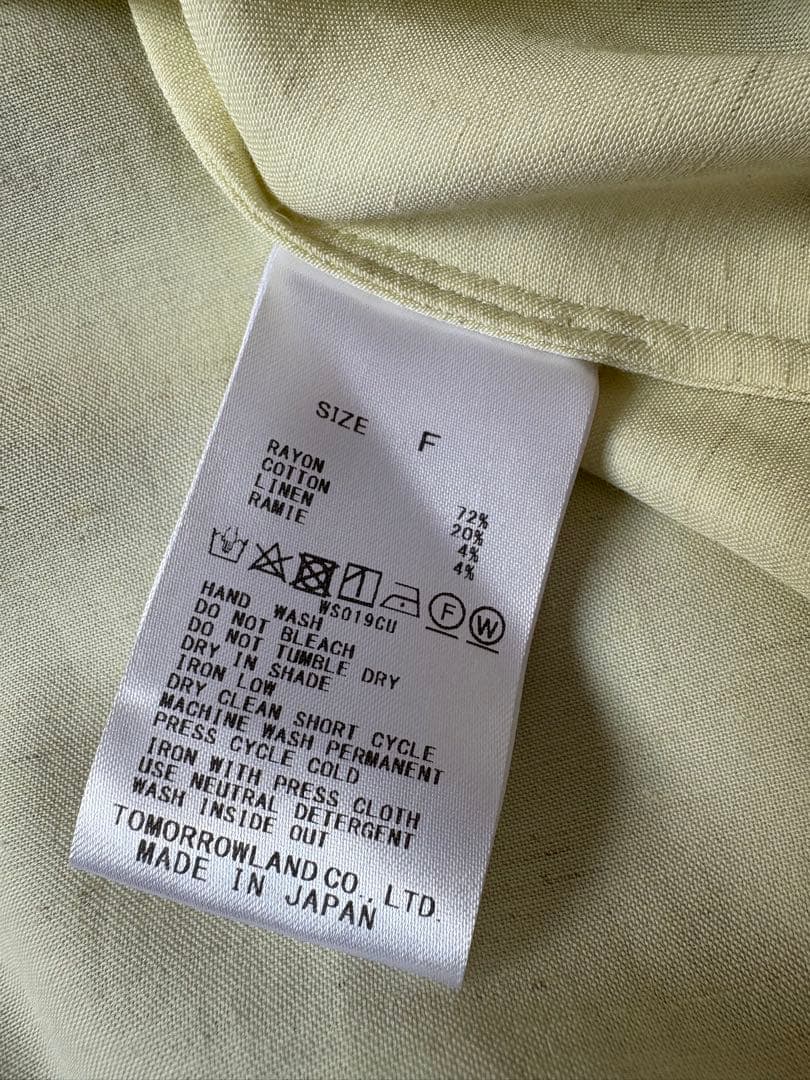 SIZE F
RAYON 72%
COTTON 20%
LINEN 4%
RAMIE 4%
F W
WS019CU
HAND WASH
DO NOT BLEACH
DO NOT TUMBLE DRY
DRY IN SHADE
IRON LOW
DRY CLEAN SHORT CYCLE
MACHINE WASH PERMANENT
PRESS CYCLE COLD
IRON WITH PRESS CLOTH
USE NEUTRAL DETERGENT
WASH INSIDE OUT
TOMORROWLAND CO., LTD.
MADE IN JAPAN